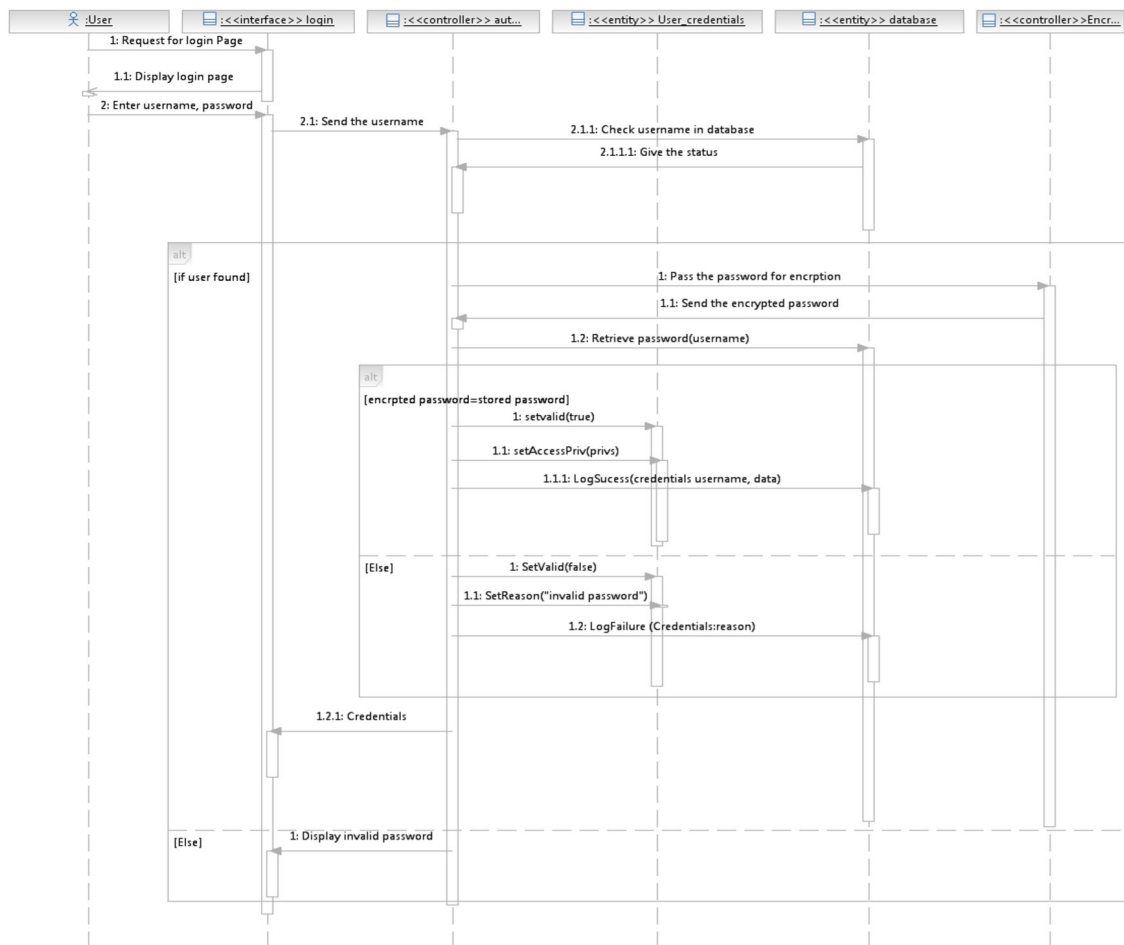 :User
:<<interface>> login
:<<controller>> aut...
:<<entity>> User_credentials
:<<entity>> database
:<<controller>>Encr...
1: Request for login Page
1.1: Display login page
2: Enter username, password
2.1: Send the username
2.1.1: Check username in database
2.1.1.1: Give the status
alt
[if user found]
1: Pass the password for encrption
1.1: Send the encrypted password
1.2: Retrieve password(username)
alt
[encrpted password=stored password]
1: setvalid(true)
1.1: setAccessPriv(privs)
1.1.1: LogSucess(credentials username, data)
[Else]
1: SetValid(false)
1.1: SetReason("invalid password")
1.2: LogFailure (Credentials:reason)
1.2.1: Credentials
[Else]
1: Display invalid password